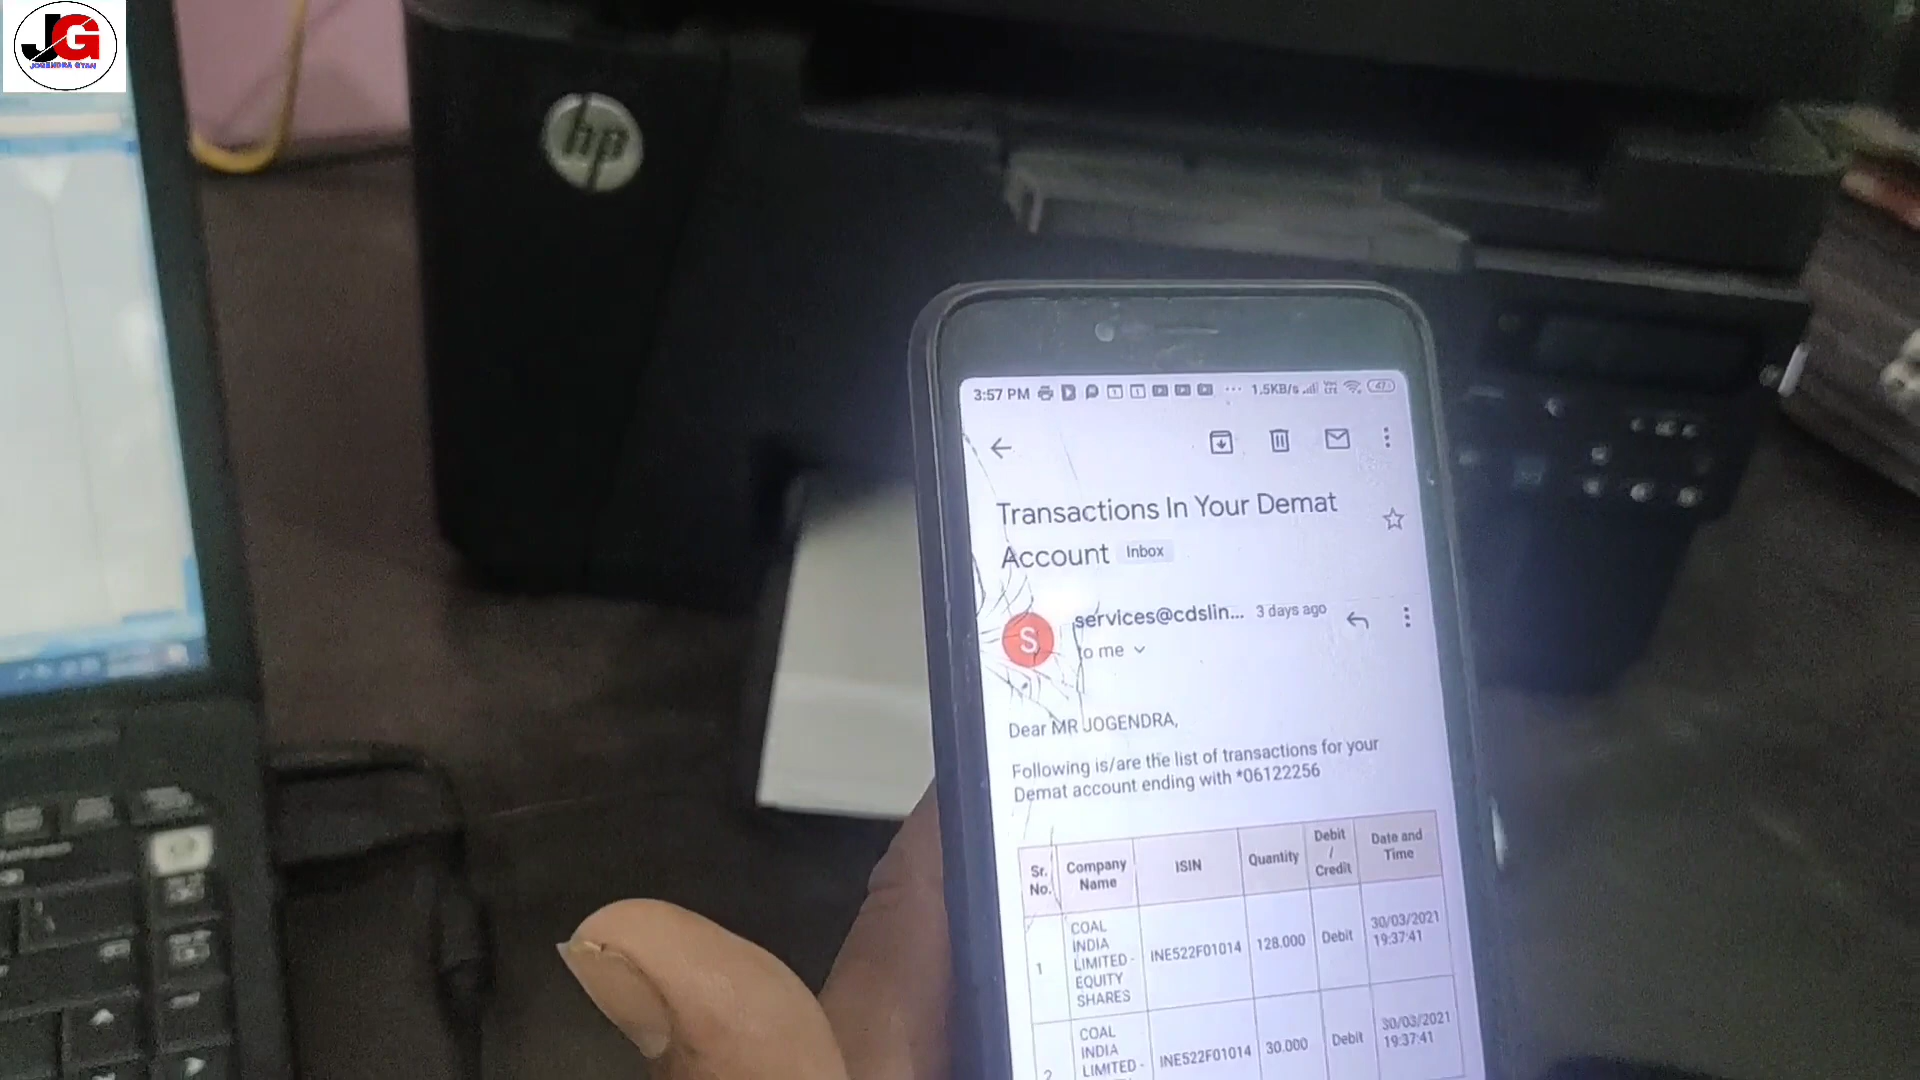 JG
JOGENDRA GYAN
hp
3:57 PM
1.5KB/s
47
Transactions In Your Demat
Account Inbox
S
services@cdslin... 3 days ago
to me
Dear MR JOGENDRA,
Following is/are the list of transactions for your
Demat account ending with *06122256
Sr. No. Company Name ISIN Quantity Debit / Credit Date and Time
1 COAL INDIA LIMITED - EQUITY SHARES INE522F01014 128.000 Debit 30/03/2021 19:37:41
2 COAL INDIA LIMITED - INE522F01014 30.000 Debit 30/03/2021 19:37:41